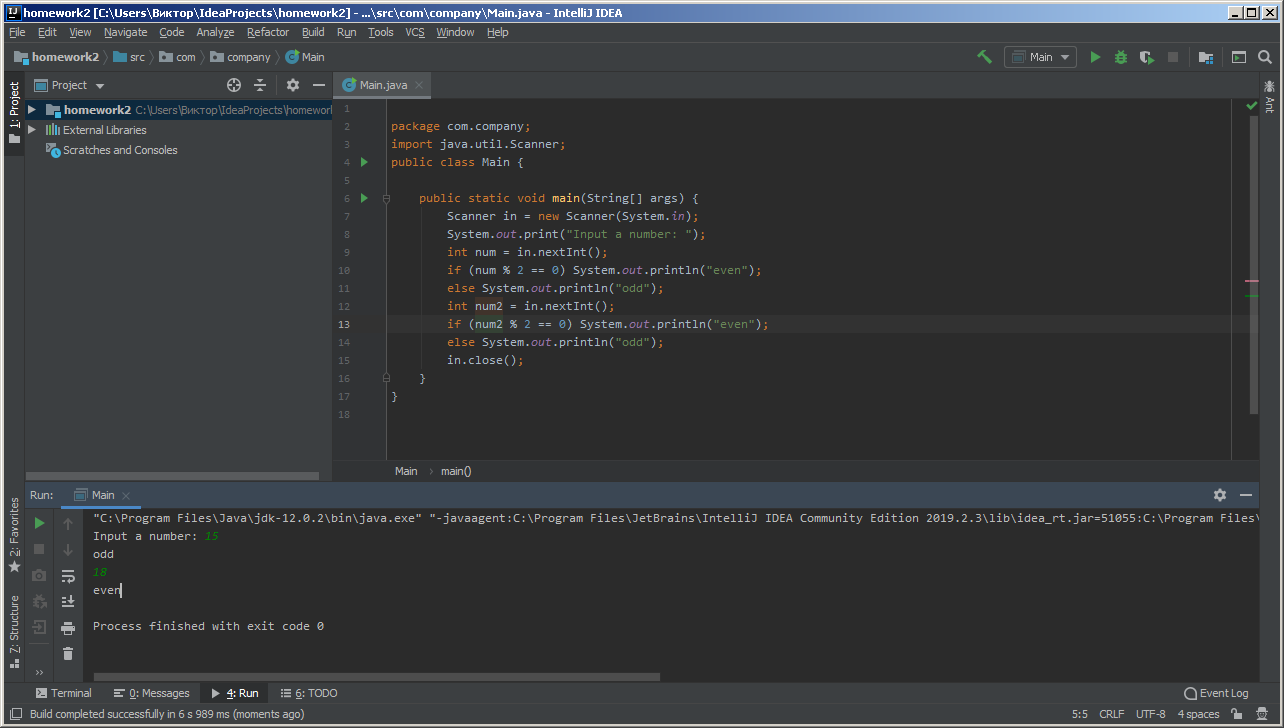 homework2 [C:\Users\Виктор\IdeaProjects\homework2] - ...\src\com\company\Main.java - IntelliJ IDEA
File Edit View Navigate Code Analyze Refactor Build Run Tools VCS Window Help
homework2 src com company Main Main
1: Project
Project
Main.java
Ant
homework2 C:\Users\Виктор\IdeaProjects\homewor
External Libraries
Scratches and Consoles
1
2 package com.company;
3 import java.util.Scanner;
4 public class Main {
5
6 public static void main(String[] args) {
7 Scanner in = new Scanner(System.in);
8 System.out.print("Input a number: ");
9 int num = in.nextInt();
10 if (num % 2 == 0) System.out.println("even");
11 else System.out.println("odd");
12 int num2 = in.nextInt();
13 if (num2 % 2 == 0) System.out.println("even");
14 else System.out.println("odd");
15 in.close();
16 }
17 }
18
Main main()
Run: Main
2: Favorites
7: Structure
"C:\Program Files\Java\jdk-12.0.2\bin\java.exe" "-javaagent:C:\Program Files\JetBrains\IntelliJ IDEA Community Edition 2019.2.3\lib\idea_rt.jar=51055:C:\Program Files\
Input a number: 15
odd
18
even
Process finished with exit code 0
Terminal 0: Messages 4: Run 6: TODO Event Log
Build completed successfully in 6 s 989 ms (moments ago) 5:5 CRLF UTF-8 4 spaces